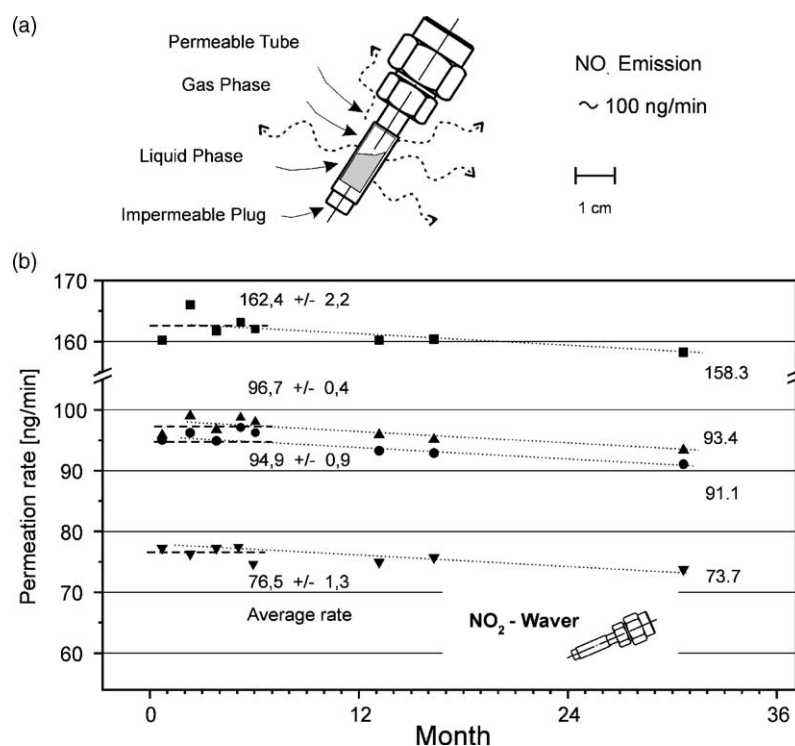 (a)
Permeable Tube
Gas Phase
Liquid Phase
Impermeable Plug
NO. Emission
~ 100 ng/min
1 cm
(b)
Permeation rate [ng/min]
170
160
100
90
80
70
60
162,4 +/- 2,2
158.3
96,7 +/- 0,4
93.4
94,9 +/- 0,9
91.1
76,5 +/- 1,3
73.7
Average rate
NO₂ - Waver
0
12
24
36
Month